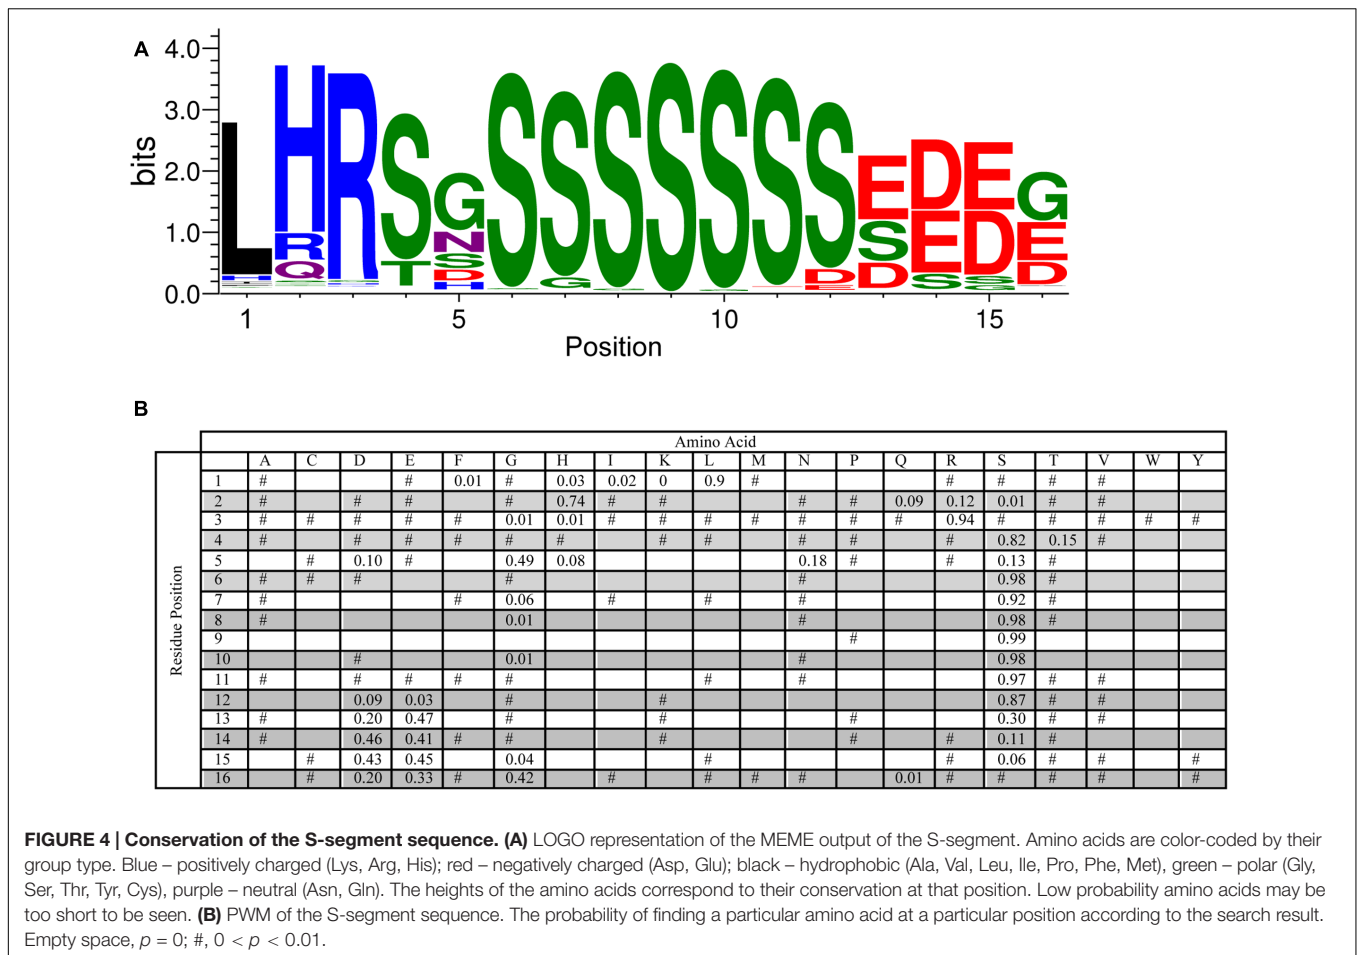 A
4.0
3.0
bits
2.0
1.0
0.0
L H R S G S S S S S S S E D E G
R T N G D S E D E
Q S D S S D
D E G
H
1 5 10 15
Position
B
Amino Acid
A C D E F G H I K L M N P Q R S T V W Y
Residue Position
1 # # 0.01 # 0.03 0.02 0 0.9 # # # # #
2 # # # # 0.74 # # # # 0.09 0.12 0.01 # #
3 # # # # # 0.01 0.01 # # # # # # # 0.94 # # # # #
4 # # # # # # # # # # # 0.82 0.15 #
5 # 0.10 # 0.49 0.08 0.18 # # 0.13 #
6 # # # # # 0.98 #
7 # # 0.06 # # # 0.92 #
8 # 0.01 # 0.98 #
9 # 0.99
10 # 0.01 # 0.98
11 # # # # # # # 0.97 # #
12 0.09 0.03 # # 0.87 # #
13 # 0.20 0.47 # # # 0.30 # #
14 # 0.46 0.41 # # # # # 0.11 #
15 # 0.43 0.45 0.04 # # 0.06 # # #
16 # 0.20 0.33 # 0.42 # # # # 0.01 # # # # #
FIGURE 4 | Conservation of the S-segment sequence. (A) LOGO representation of the MEME output of the S-segment. Amino acids are color-coded by their
group type. Blue – positively charged (Lys, Arg, His); red – negatively charged (Asp, Glu); black – hydrophobic (Ala, Val, Leu, Ile, Pro, Phe, Met), green – polar (Gly,
Ser, Thr, Tyr, Cys), purple – neutral (Asn, Gln). The heights of the amino acids correspond to their conservation at that position. Low probability amino acids may be
too short to be seen. (B) PWM of the S-segment sequence. The probability of finding a particular amino acid at a particular position according to the search result.
Empty space, p = 0; #, 0 < p < 0.01.